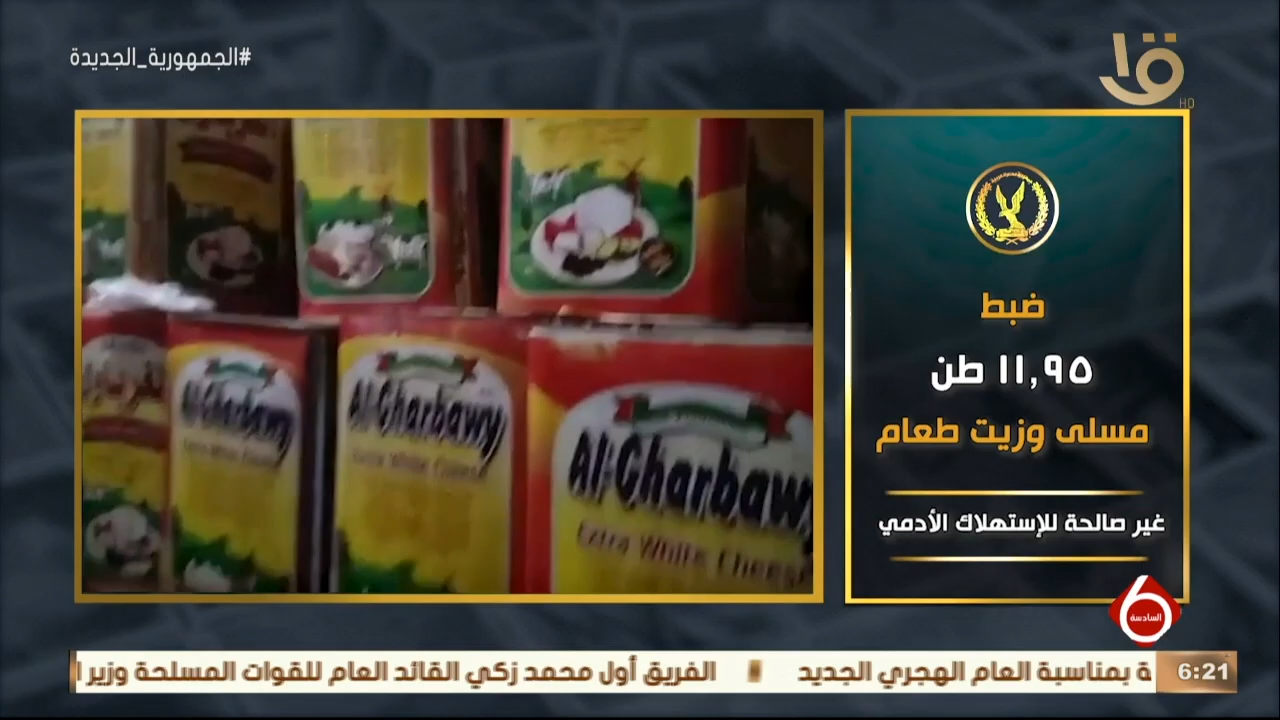 #الجمهورية_الجديدة
HD
ضبط
١١,٩٥ طن
مسلى وزيت طعام
غير صالحة للإستهلاك الأدمي
Al-Gharbawy
Extra White Cheese
Al-Gharbawy
Extra White Cheese
Al-Gharbawy
Extra White Cheese
السادسة
6:21
ة بمناسبة العام الهجري الجديد
الفريق أول محمد زكي القائد العام للقوات المسلحة وزير ا